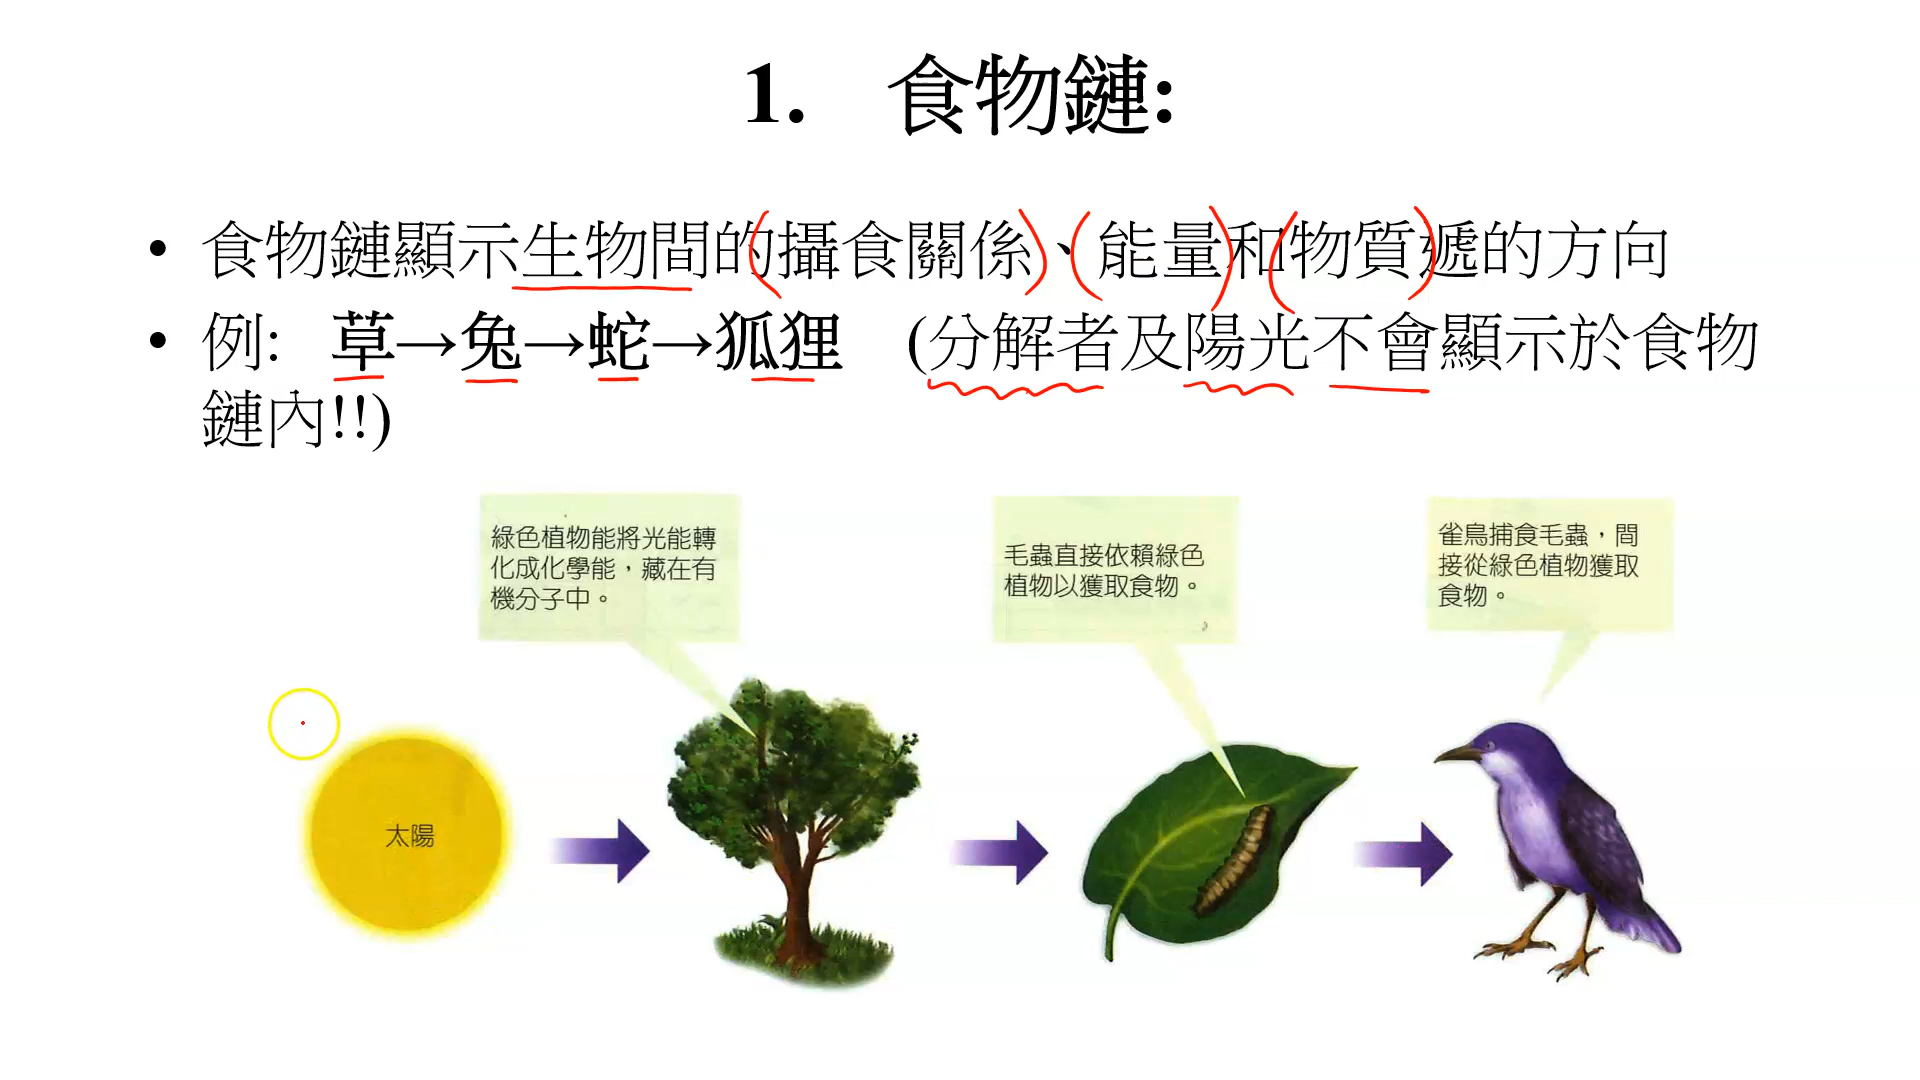 1. 食物鏈:
• 食物鏈顯示生物間的攝食關係、能量和物質遞的方向
• 例: 草→兔→蛇→狐狸 (分解者及陽光不會顯示於食物
鏈內!!)
綠色植物能將光能轉
化成化學能，藏在有
機分子中。
毛蟲直接依賴綠色
植物以獲取食物。
雀鳥捕食毛蟲，間
接從綠色植物獲取
食物。
太陽